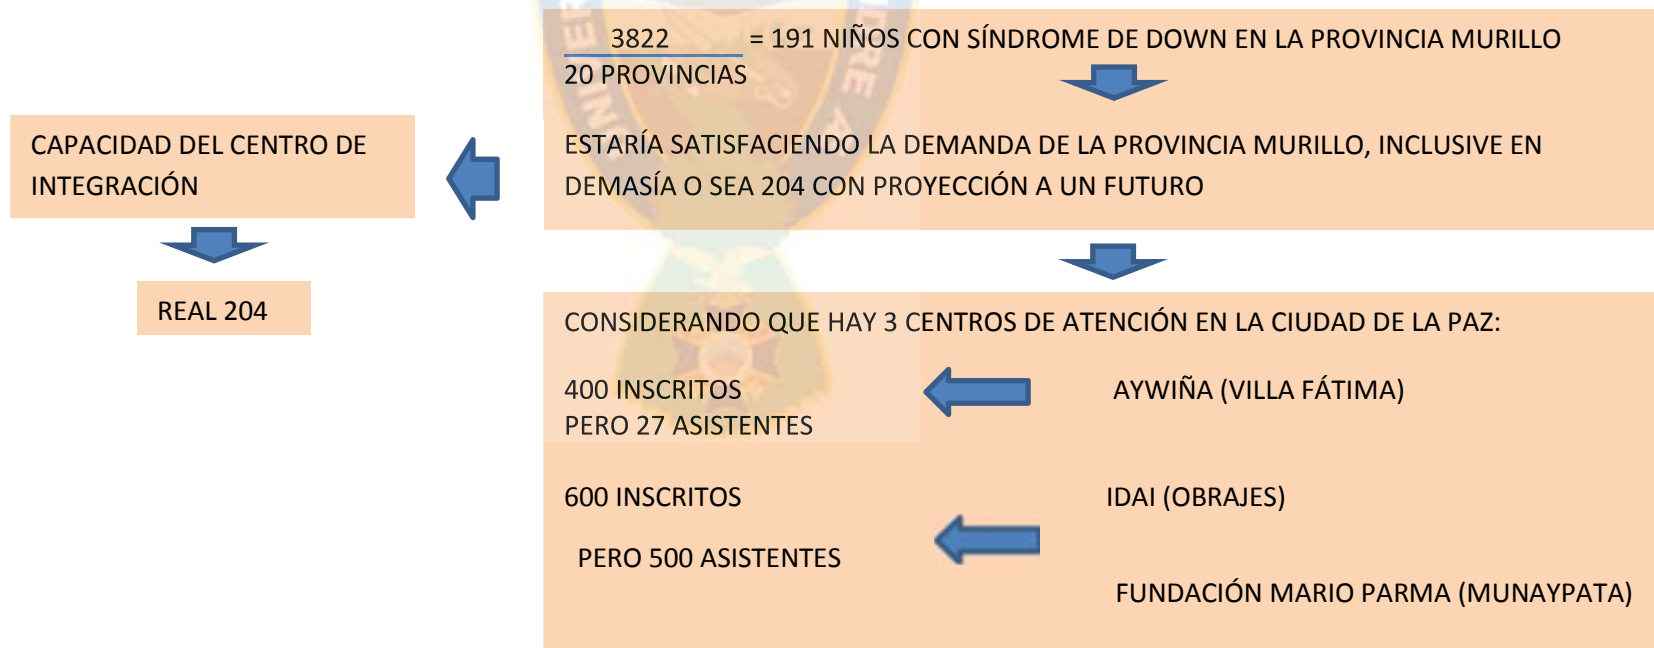 3822 = 191 NIÑOS CON SÍNDROME DE DOWN EN LA PROVINCIA MURILLO
20 PROVINCIAS
ESTARÍA SATISFACIENDO LA DEMANDA DE LA PROVINCIA MURILLO, INCLUSIVE EN
DEMASÍA O SEA 204 CON PROYECCIÓN A UN FUTURO
CAPACIDAD DEL CENTRO DE
INTEGRACIÓN
REAL 204
CONSIDERANDO QUE HAY 3 CENTROS DE ATENCIÓN EN LA CIUDAD DE LA PAZ:
400 INSCRITOS AYWIÑA (VILLA FÁTIMA)
PERO 27 ASISTENTES
600 INSCRITOS IDAI (OBRAJES)
PERO 500 ASISTENTES
FUNDACIÓN MARIO PARMA (MUNAYPATA)